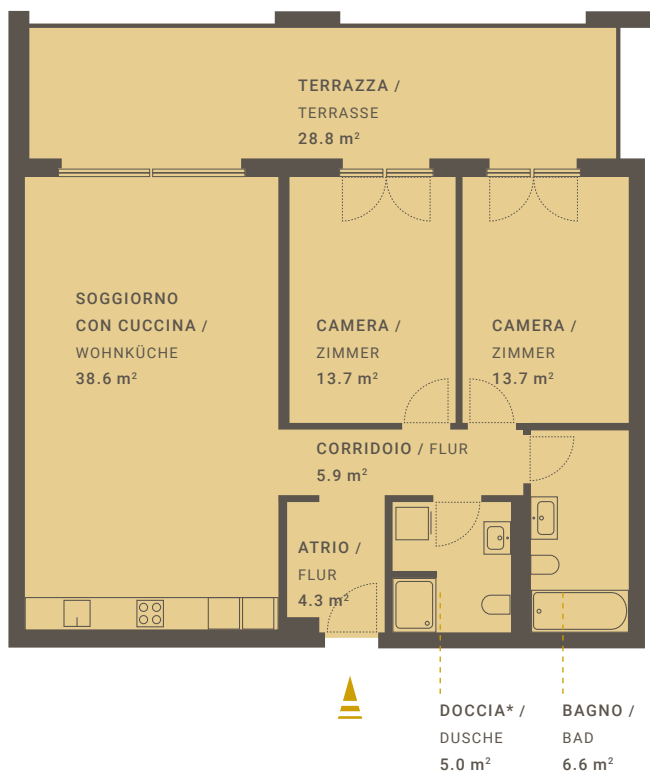 TERRAZZA /
TERRASSE
28.8 m²
SOGGIORNO
CON CUCCINA /
WOHNKÜCHE
38.6 m²
CAMERA /
ZIMMER
13.7 m²
CAMERA /
ZIMMER
13.7 m²
CORRIDOIO / FLUR
5.9 m²
ATRIO /
FLUR
4.3 m²
DOCCIA* /
DUSCHE
5.0 m²
BAGNO /
BAD
6.6 m²